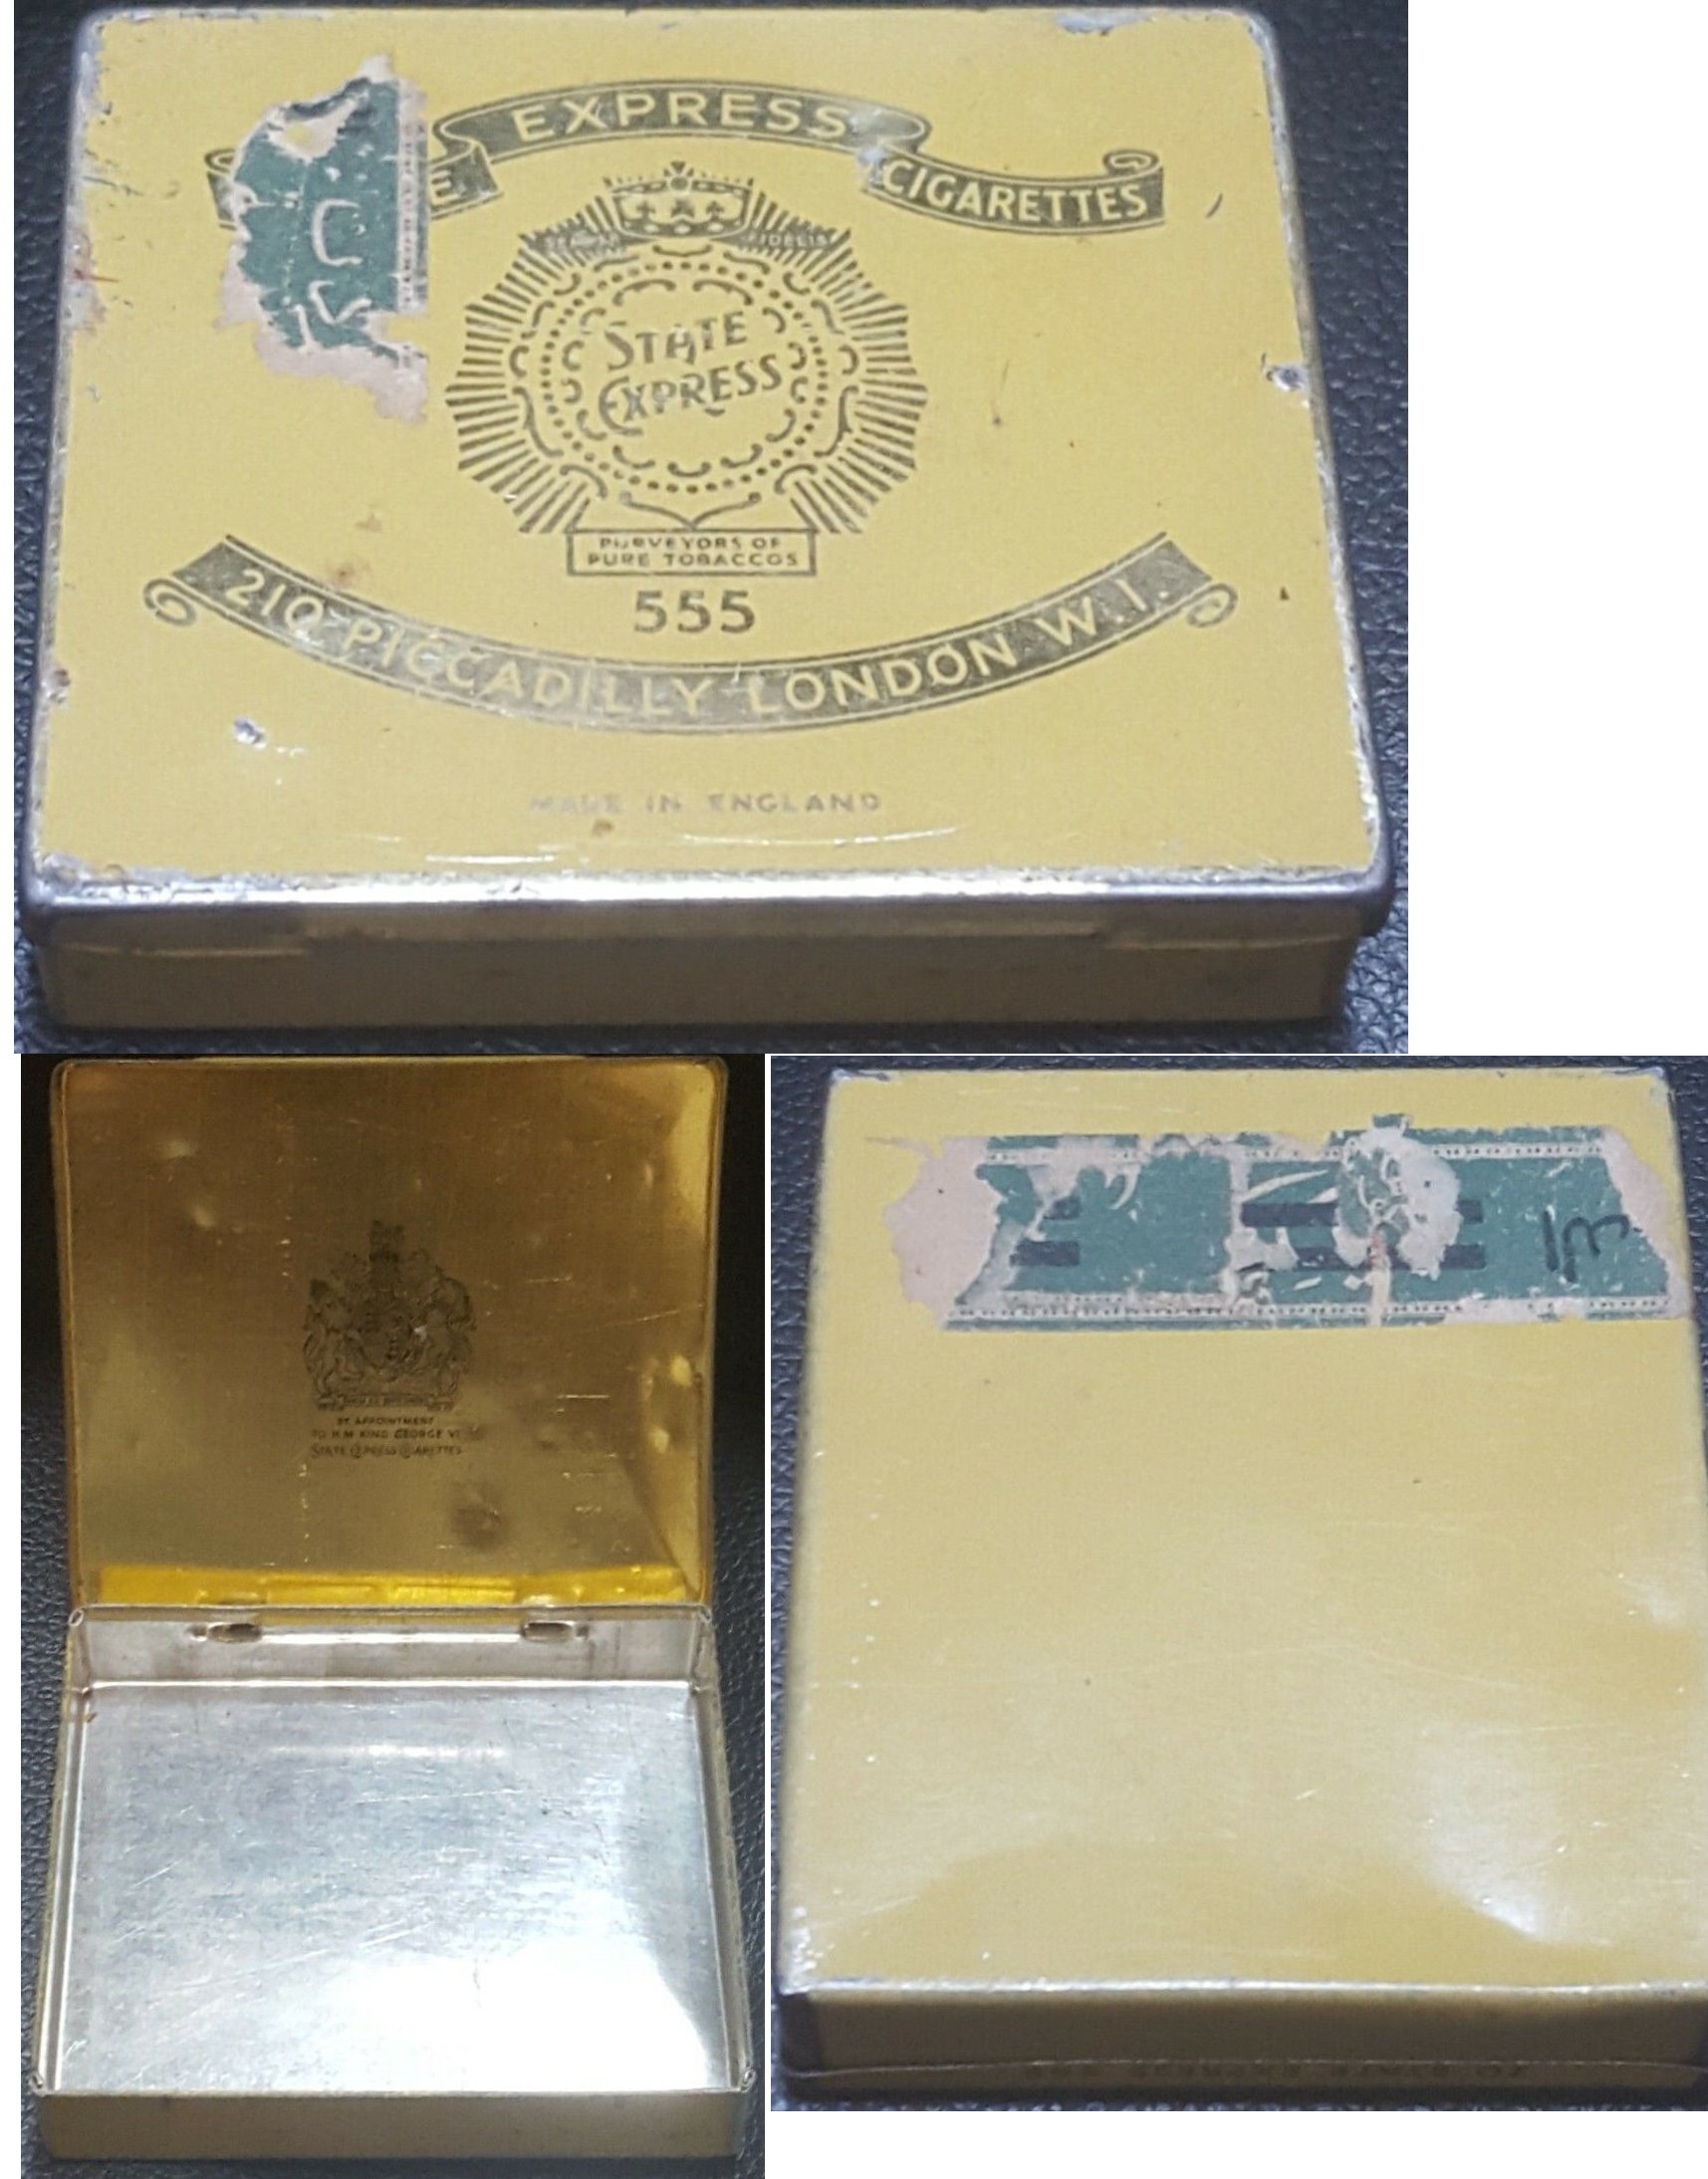 EXPRESS
CIGARETTES
FIDELIS
STATE
EXPRESS
PURVEYORS OF
PURE TOBACCOS
555
210 PICCADILLY LONDON W.1.
MADE IN ENGLAND
BY APPOINTMENT
TO H.M KING GEORGE VI
STATE EXPRESS CIGARETTES